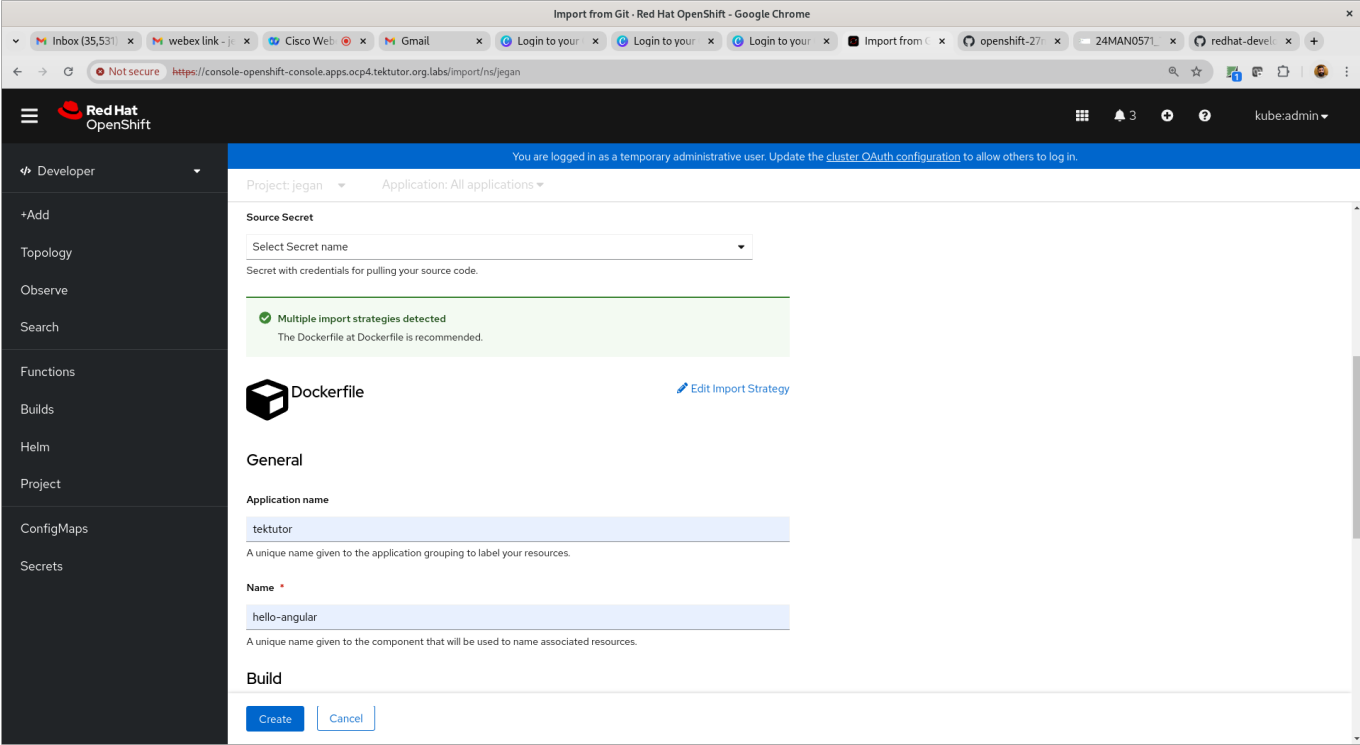 Import from Git · Red Hat OpenShift - Google Chrome
Inbox (35,531)
webex link - je
Cisco Web
Gmail
Login to your
Login to your
Login to your
Import from G
openshift-27
24MAN0571_
redhat-devel
Not secure https://console-openshift-console.apps.ocp4.tektutor.org.labs/import/ns/jegan
1
Red Hat
OpenShift
3
kube:admin
You are logged in as a temporary administrative user. Update the cluster OAuth configuration to allow others to log in.
Developer
Project: jegan
Application: All applications
+Add
Topology
Observe
Search
Functions
Builds
Helm
Project
ConfigMaps
Secrets
Source Secret
Select Secret name
Secret with credentials for pulling your source code.
Multiple import strategies detected
The Dockerfile at Dockerfile is recommended.
Dockerfile
Edit Import Strategy
General
Application name
tektutor
A unique name given to the application grouping to label your resources.
Name *
hello-angular
A unique name given to the component that will be used to name associated resources.
Build
Create
Cancel